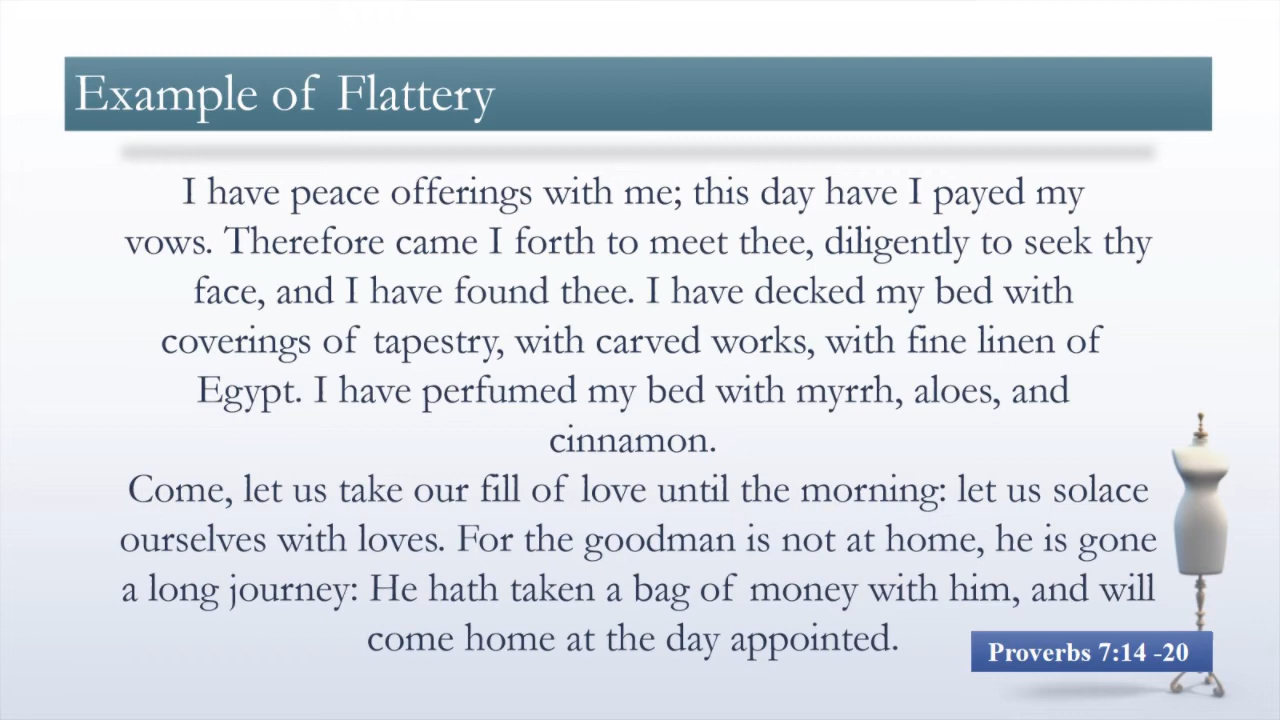 Example of Flattery
I have peace offerings with me; this day have I payed my
vows. Therefore came I forth to meet thee, diligently to seek thy
face, and I have found thee. I have decked my bed with
coverings of tapestry, with carved works, with fine linen of
Egypt. I have perfumed my bed with myrrh, aloes, and
cinnamon.
Come, let us take our fill of love until the morning: let us solace
ourselves with loves. For the goodman is not at home, he is gone
a long journey: He hath taken a bag of money with him, and will
come home at the day appointed.
Proverbs 7:14 -20